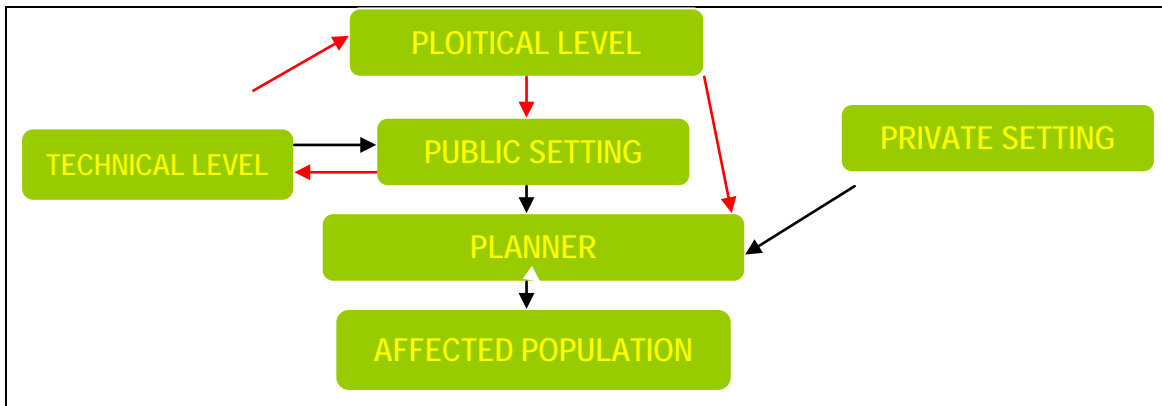 PLOITICAL LEVEL
PUBLIC SETTING
PRIVATE SETTING
TECHNICAL LEVEL
PLANNER
AFFECTED POPULATION